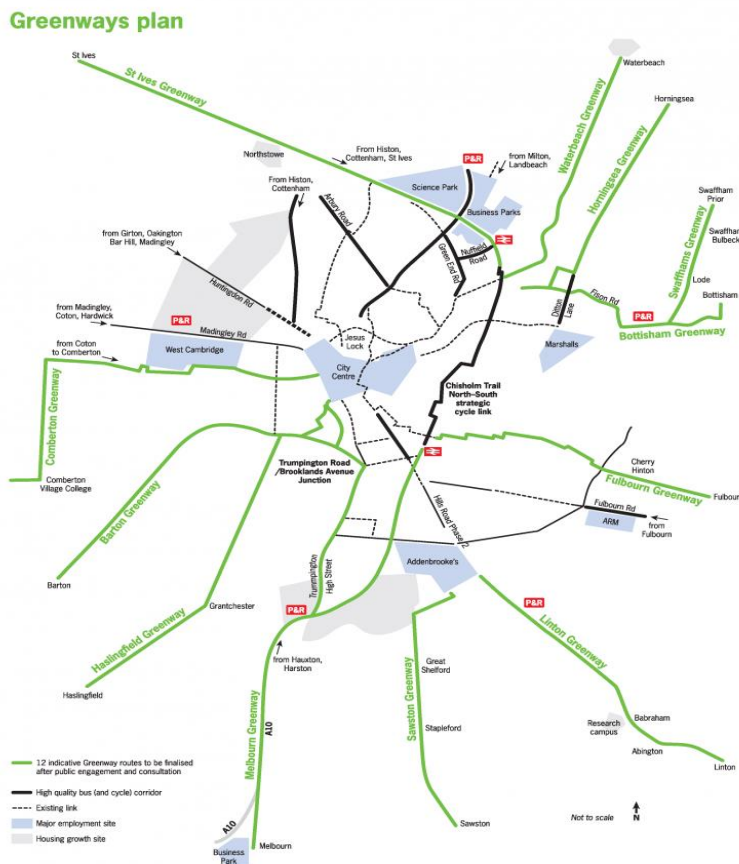 Greenways plan
St Ives
St Ives Greenway
Waterbeach
Waterbeach Greenway
Horningsea
Horningsea Greenway
From Histon,
Cottenham, St Ives
P&R
from Milton,
Landbeach
Northstowe
Science Park
From Histon,
Cottenham
Arbury Road
Business Parks
Swaffham
Prior
Swaffham
Bulbeck
Swaffhams Greenway
from Girton, Oakington
Bar Hill, Madingley
Green End Rd
Nuffield
Road
Huntingdon Rd
Lode
Bottisham
Ditton
Lane
Fison Rd
P&R
Bottisham Greenway
from Madingley,
Coton, Hardwick
P&R
Madingley Rd
Jesus
Lock
Marshalls
from Coton
to Comberton
West Cambridge
City
Centre
Chisholm Trail
North–South
strategic
cycle link
Comberton Greenway
Trumpington Road
/Brooklands Avenue
Junction
Cherry
Hinton
Fulbourn Greenway
Fulbourn
Comberton
Village College
Barton Greenway
Hills Road Phase 2
Fulbourn Rd
ARM
from
Fulbourn
Trumpington
High Street
Addenbrooke's
Barton
Grantchester
P&R
P&R
Linton Greenway
Haslingfield Greenway
from Hauxton,
Harston
Great
Shelford
Haslingfield
Melbourn Greenway
A10
Sawston Greenway
Stapleford
Research
campus
Babraham
Abington
Linton
12 indicative Greenway routes to be finalised
after public engagement and consultation
High quality bus (and cycle) corridor
Existing link
Major employment site
Housing growth site
A10
Business
Park
Melbourn
Sawston
Not to scale
N